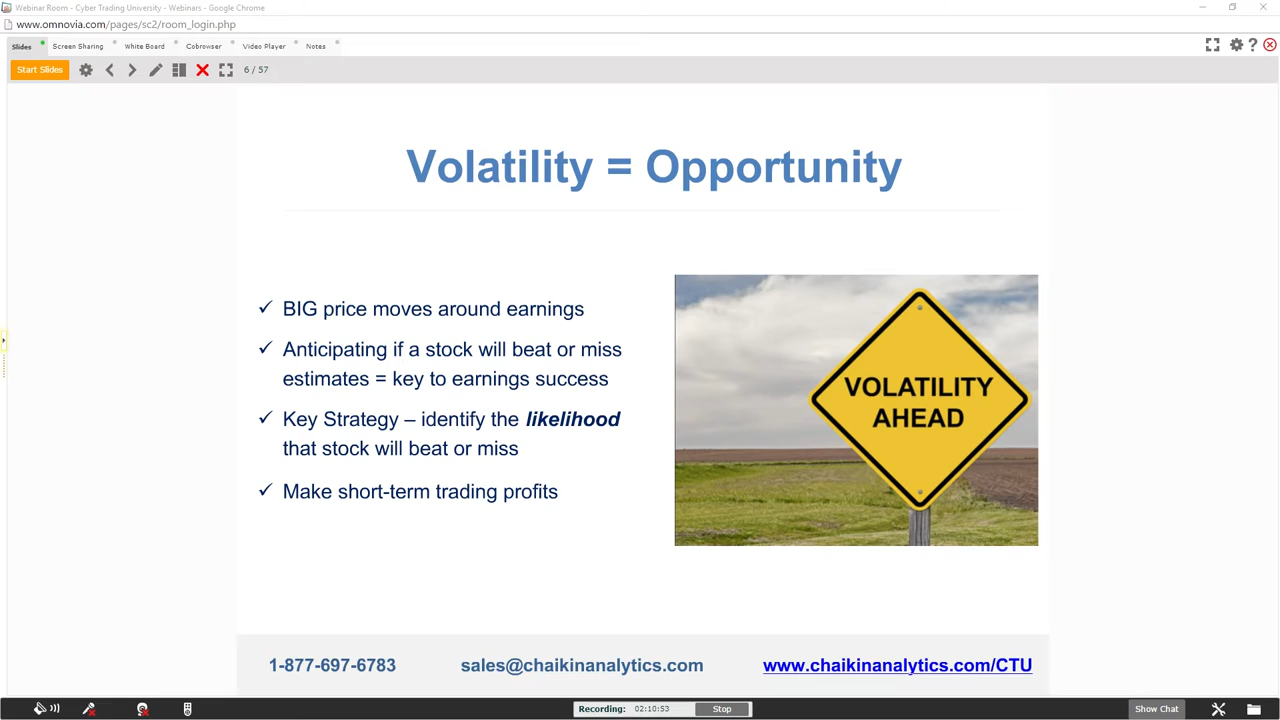 Webinar Room - Cyber Trading University - Webinars - Google Chrome
www.omnovia.com/pages/sc2/room_login.php
Slides Screen Sharing White Board Cobrowser Video Player Notes
Start Slides 6 / 57
Volatility = Opportunity
✓ BIG price moves around earnings
✓ Anticipating if a stock will beat or miss
estimates = key to earnings success
✓ Key Strategy – identify the likelihood
that stock will beat or miss
✓ Make short-term trading profits
VOLATILITY
AHEAD
1-877-697-6783 sales@chaikinanalytics.com www.chaikinanalytics.com/CTU
Recording: 02:10:53 Stop Show Chat